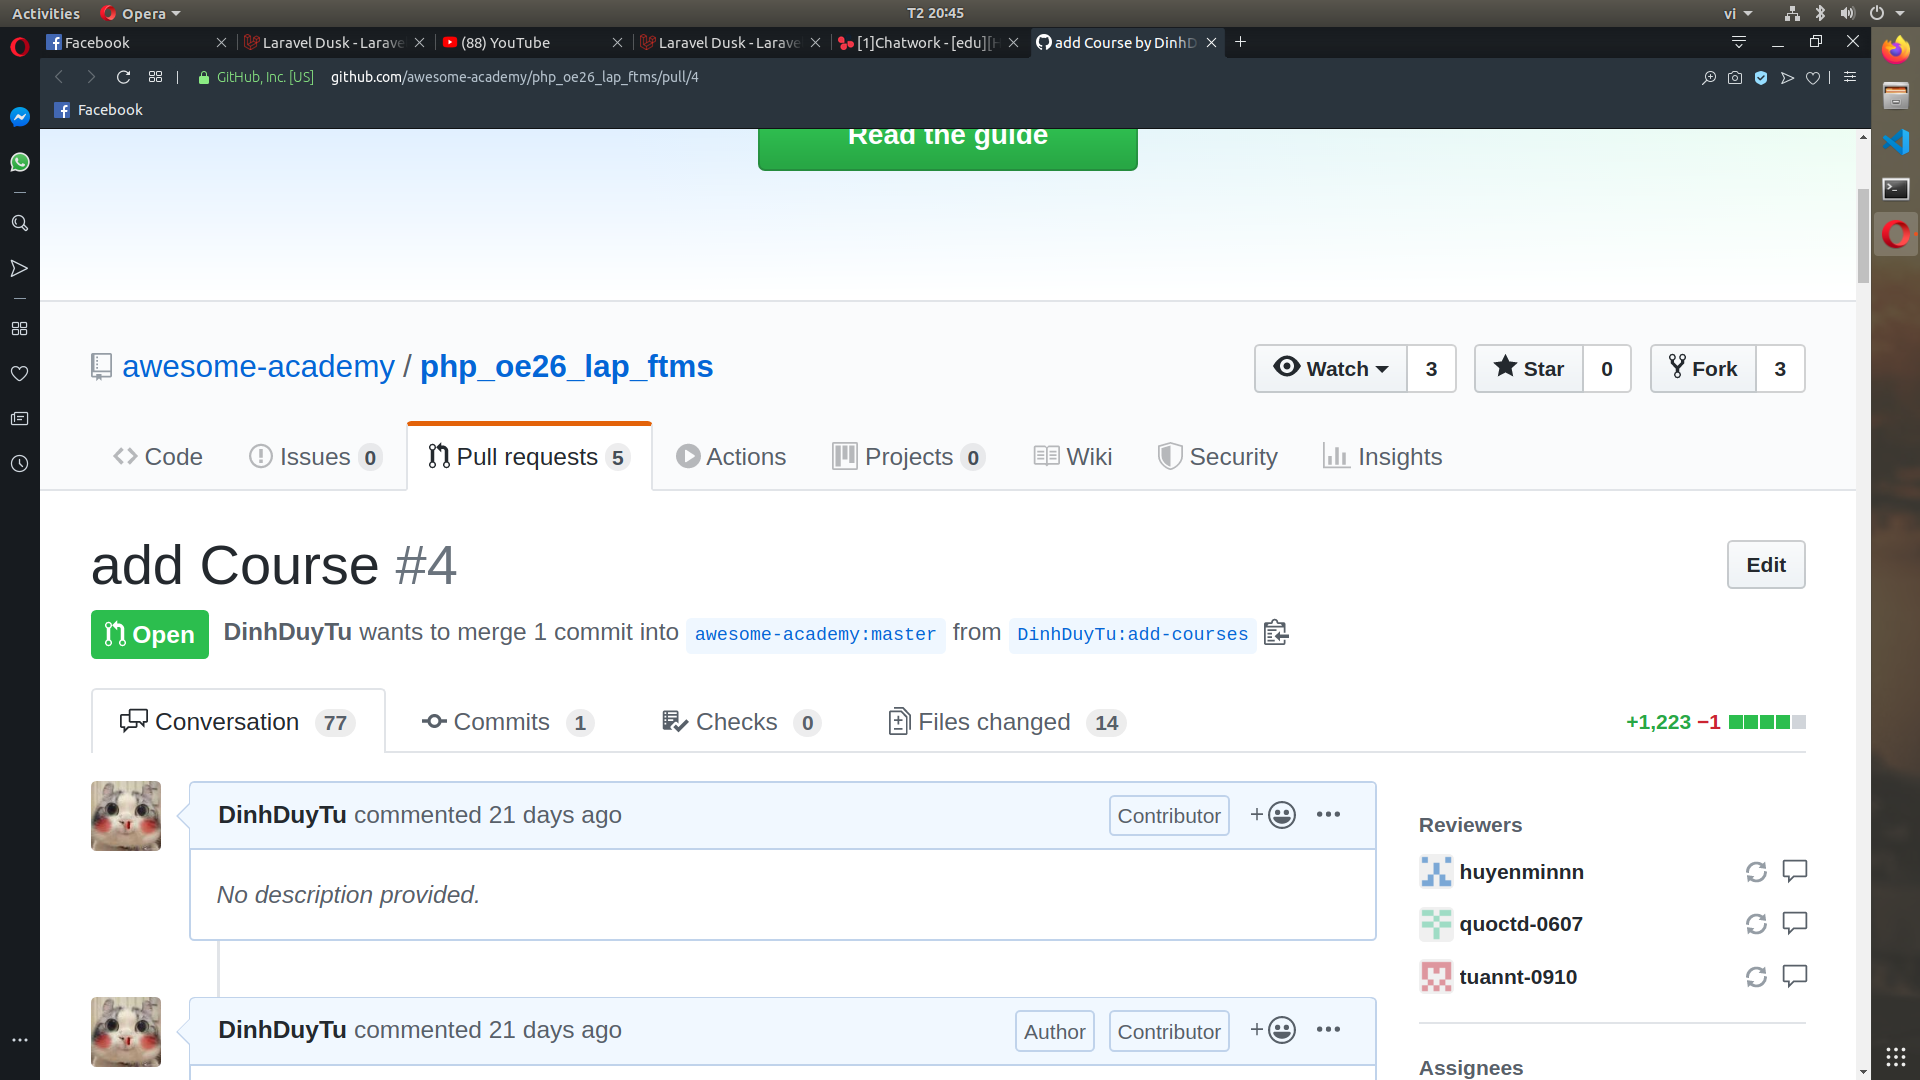 Activities Opera T2 20:45 vi
Facebook Laravel Dusk - Larave (88) YouTube Laravel Dusk - Larave [1]Chatwork - [edu][H add Course by DinhD
GitHub, Inc. [US] github.com/awesome-academy/php_oe26_lap_ftms/pull/4
Facebook
Read the guide
awesome-academy / php_oe26_lap_ftms Watch 3 Star 0 Fork 3
Code Issues 0 Pull requests 5 Actions Projects 0 Wiki Security Insights
add Course #4 Edit
Open DinhDuyTu wants to merge 1 commit into awesome-academy:master from DinhDuyTu:add-courses
Conversation 77 Commits 1 Checks 0 Files changed 14 +1,223 −1
DinhDuyTu commented 21 days ago Contributor
No description provided.
DinhDuyTu commented 21 days ago Author Contributor
Reviewers
huyenminnn
quoctd-0607
tuannt-0910
Assignees